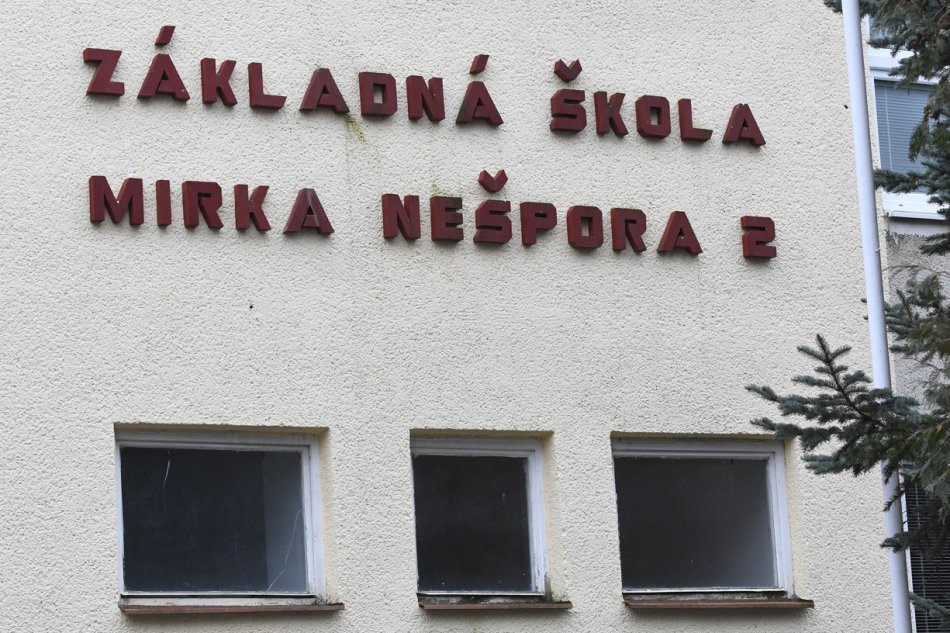 ZÁKLADNÁ ŠKOLA
MIRKA NEŠPORA 2